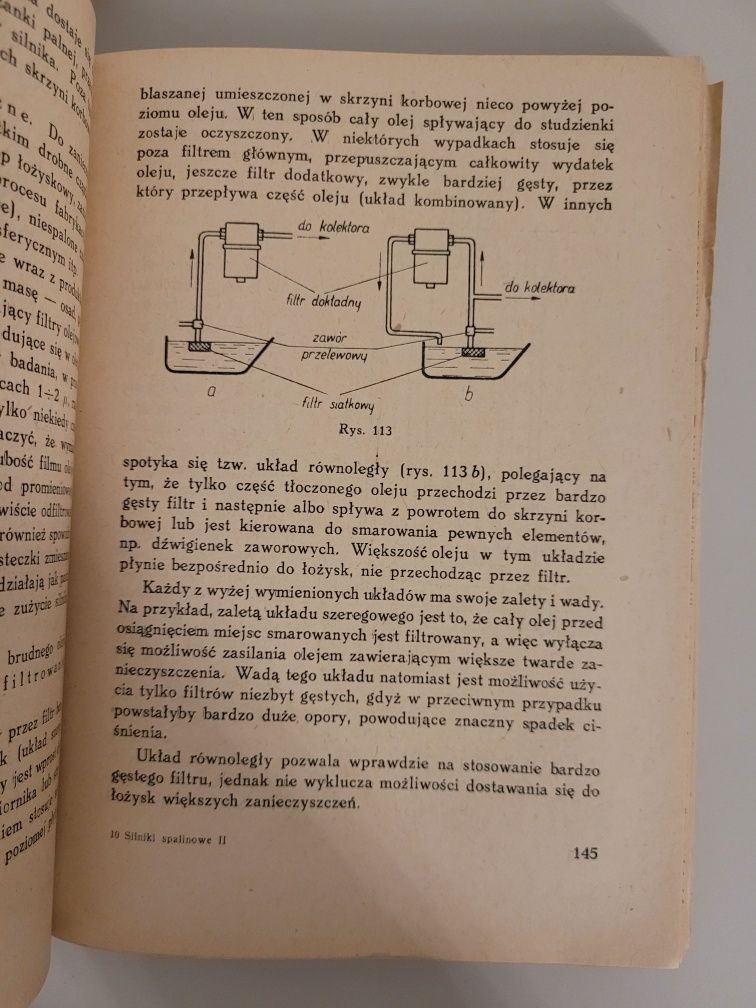 blaszanej umieszczonej w skrzyni korbowej nieco powyżej po-
ziomu oleju. W ten sposób cały olej spływający do studzienki
zostaje oczyszczony. W niektórych wypadkach stosuje się
poza filtrem głównym, przepuszczającym całkowity wydatek
oleju, jeszcze filtr dodatkowy, zwykle bardziej gęsty, przez
który przepływa część oleju (układ kombinowany). W innych
do kolektora
do kolektora
filtr dokładny
zawór
przelewowy
filtr siatkowy
a
b
Rys. 113
spotyka się tzw. układ równoległy (rys. 113 b), polegający na
tym, że tylko część tłoczonego oleju przechodzi przez bardzo
gęsty filtr i następnie albo spływa z powrotem do skrzyni kor-
bowej lub jest kierowana do smarowania pewnych elementów,
np. dźwigienek zaworowych. Większość oleju w tym układzie
płynie bezpośrednio do łożysk, nie przechodząc przez filtr.
Każdy z wyżej wymienionych układów ma swoje zalety i wady.
Na przykład, zaletą układu szeregowego jest to, że cały olej przed
osiągnięciem miejsc smarowanych jest filtrowany, a więc wyłącza
się możliwość zasilania olejem zawierającym większe twarde za-
nieczyszczenia. Wadą tego układu natomiast jest możliwość uży-
cia tylko filtrów niezbyt gęstych, gdyż w przeciwnym przypadku
powstałyby bardzo duże opory, powodujące znaczny spadek ci-
śnienia.
Układ równoległy pozwala wprawdzie na stosowanie bardzo
gęstego filtru, jednak nie wyklucza możliwości dostawania się do
łożysk większych zanieczyszczeń.
10 Silniki spalinowe II
145